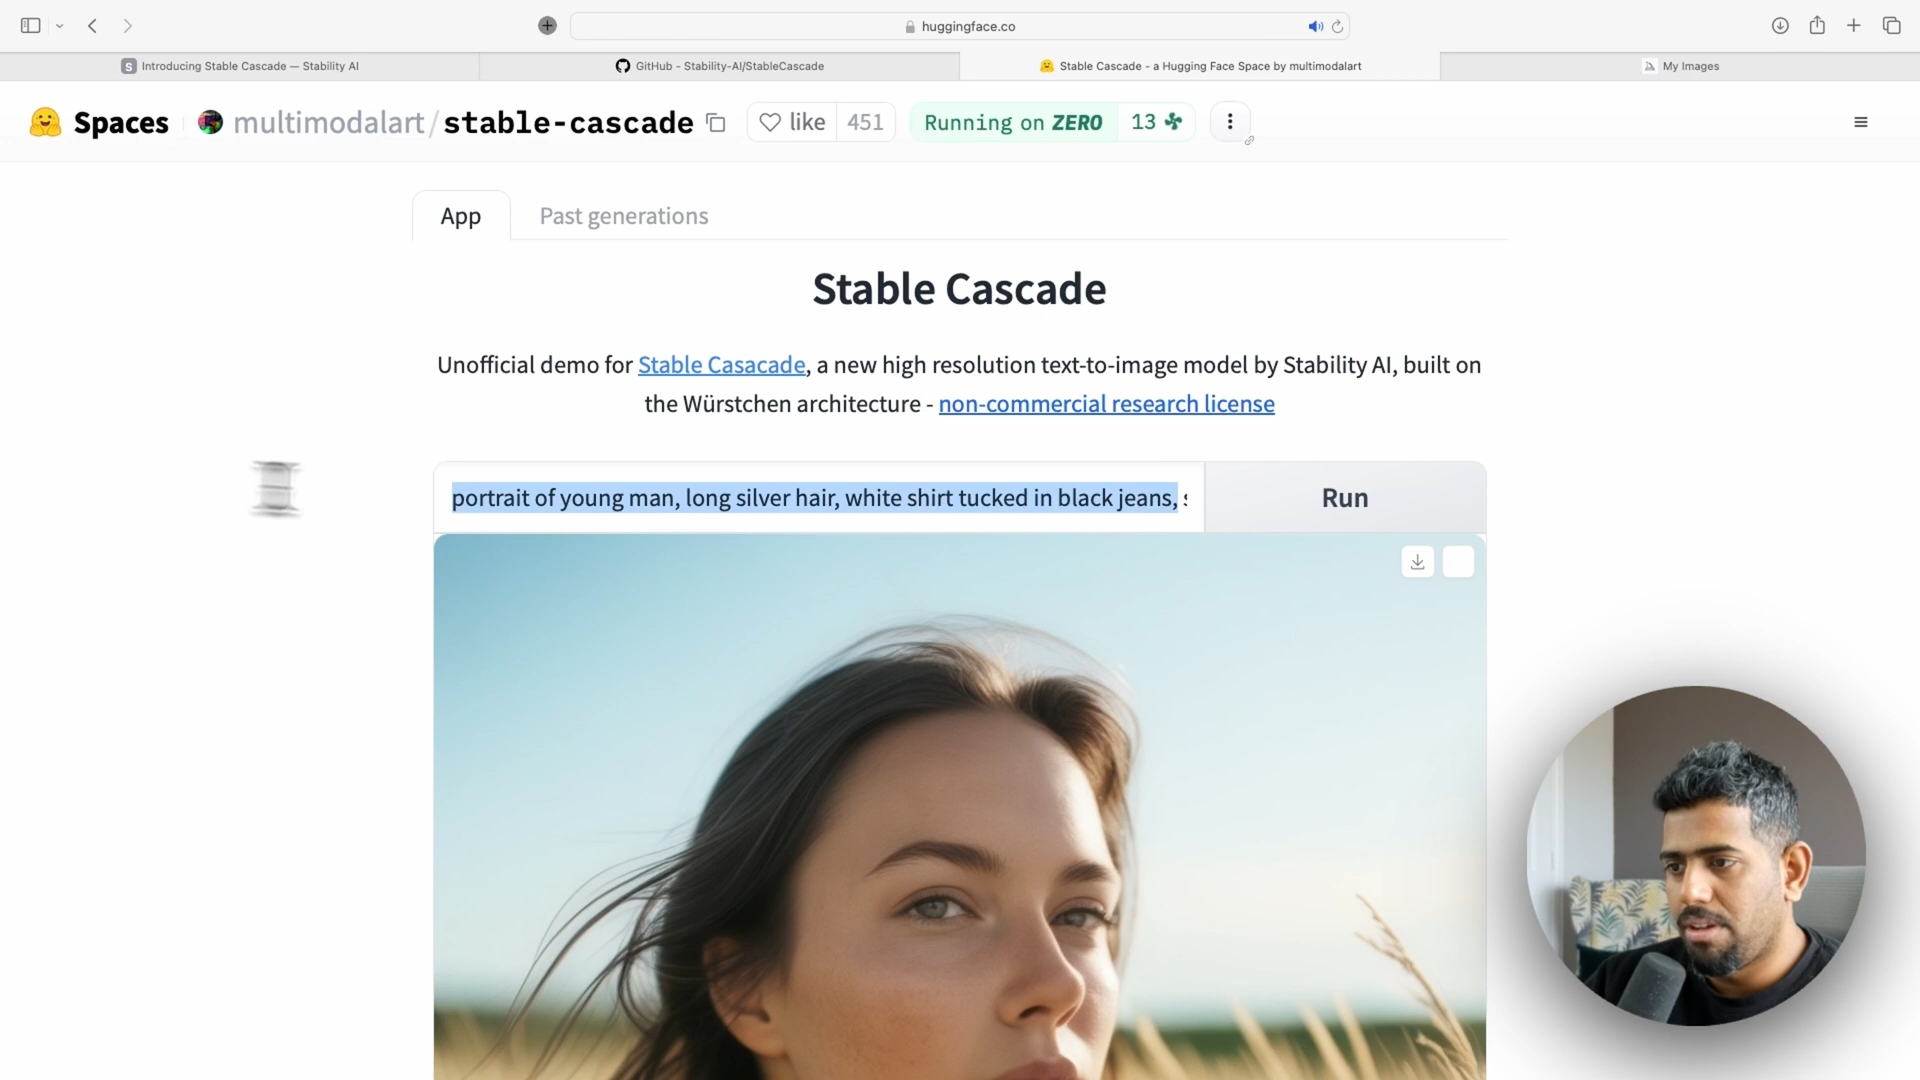 huggingface.co
S Introducing Stable Cascade — Stability AI
GitHub - Stability-AI/StableCascade
Stable Cascade - a Hugging Face Space by multimodalart
My Images
Spaces multimodalart/stable-cascade like 451 Running on ZERO 13
App Past generations
Stable Cascade
Unofficial demo for Stable Casacade, a new high resolution text-to-image model by Stability AI, built on
the Würstchen architecture - non-commercial research license
portrait of young man, long silver hair, white shirt tucked in black jeans,
Run